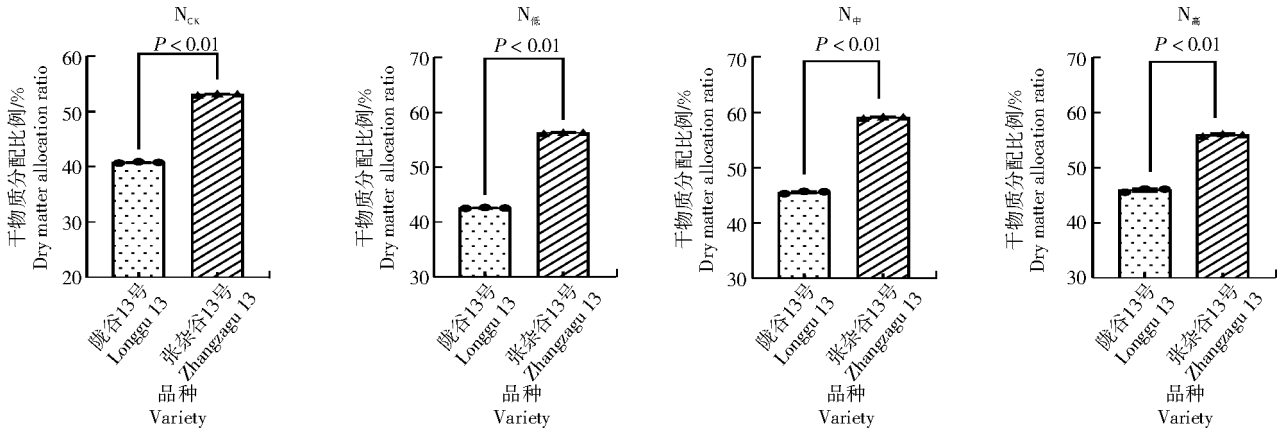 N_CK
P < 0.01
干物质分配比例/%
Dry matter allocation ratio
60
50
40
30
20
陇谷13号
Longgu 13
张杂谷13号
Zhangzagu 13
品种
Variety
N_低
P < 0.01
干物质分配比例/%
Dry matter allocation ratio
70
60
50
40
30
陇谷13号
Longgu 13
张杂谷13号
Zhangzagu 13
品种
Variety
N_中
P < 0.01
干物质分配比例/%
Dry matter allocation ratio
70
60
50
40
30
陇谷13号
Longgu 13
张杂谷13号
Zhangzagu 13
品种
Variety
N_高
P < 0.01
干物质分配比例/%
Dry matter allocation ratio
70
60
50
40
30
陇谷13号
Longgu 13
张杂谷13号
Zhangzagu 13
品种
Variety